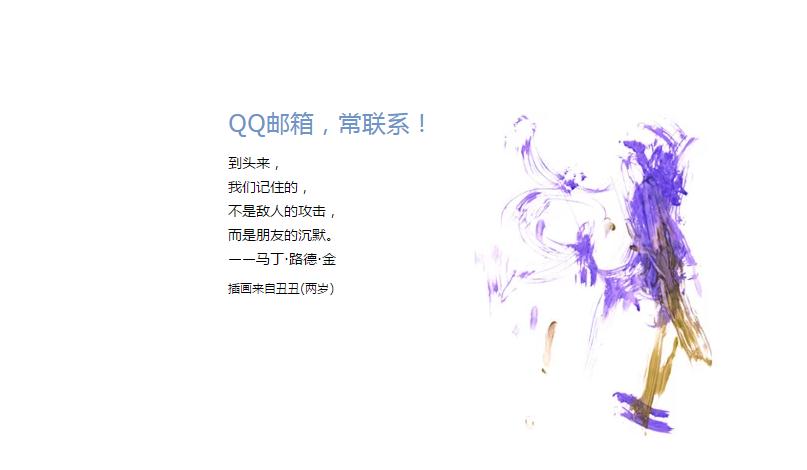 QQ邮箱，常联系！
到头来，
我们记住的，
不是敌人的攻击，
而是朋友的沉默。
——马丁·路德·金
插画来自丑丑(两岁)